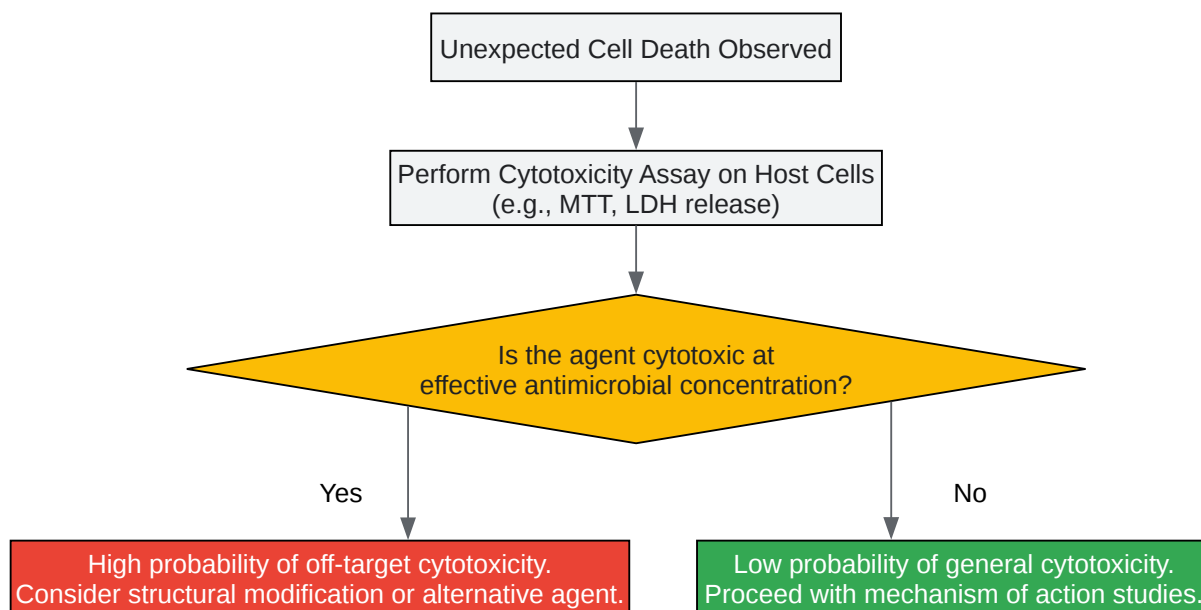 Unexpected Cell Death Observed
Perform Cytotoxicity Assay on Host Cells
(e.g., MTT, LDH release)
Is the agent cytotoxic at
effective antimicrobial concentration?
Yes
No
High probability of off-target cytotoxicity.
Consider structural modification or alternative agent.
Low probability of general cytotoxicity.
Proceed with mechanism of action studies.